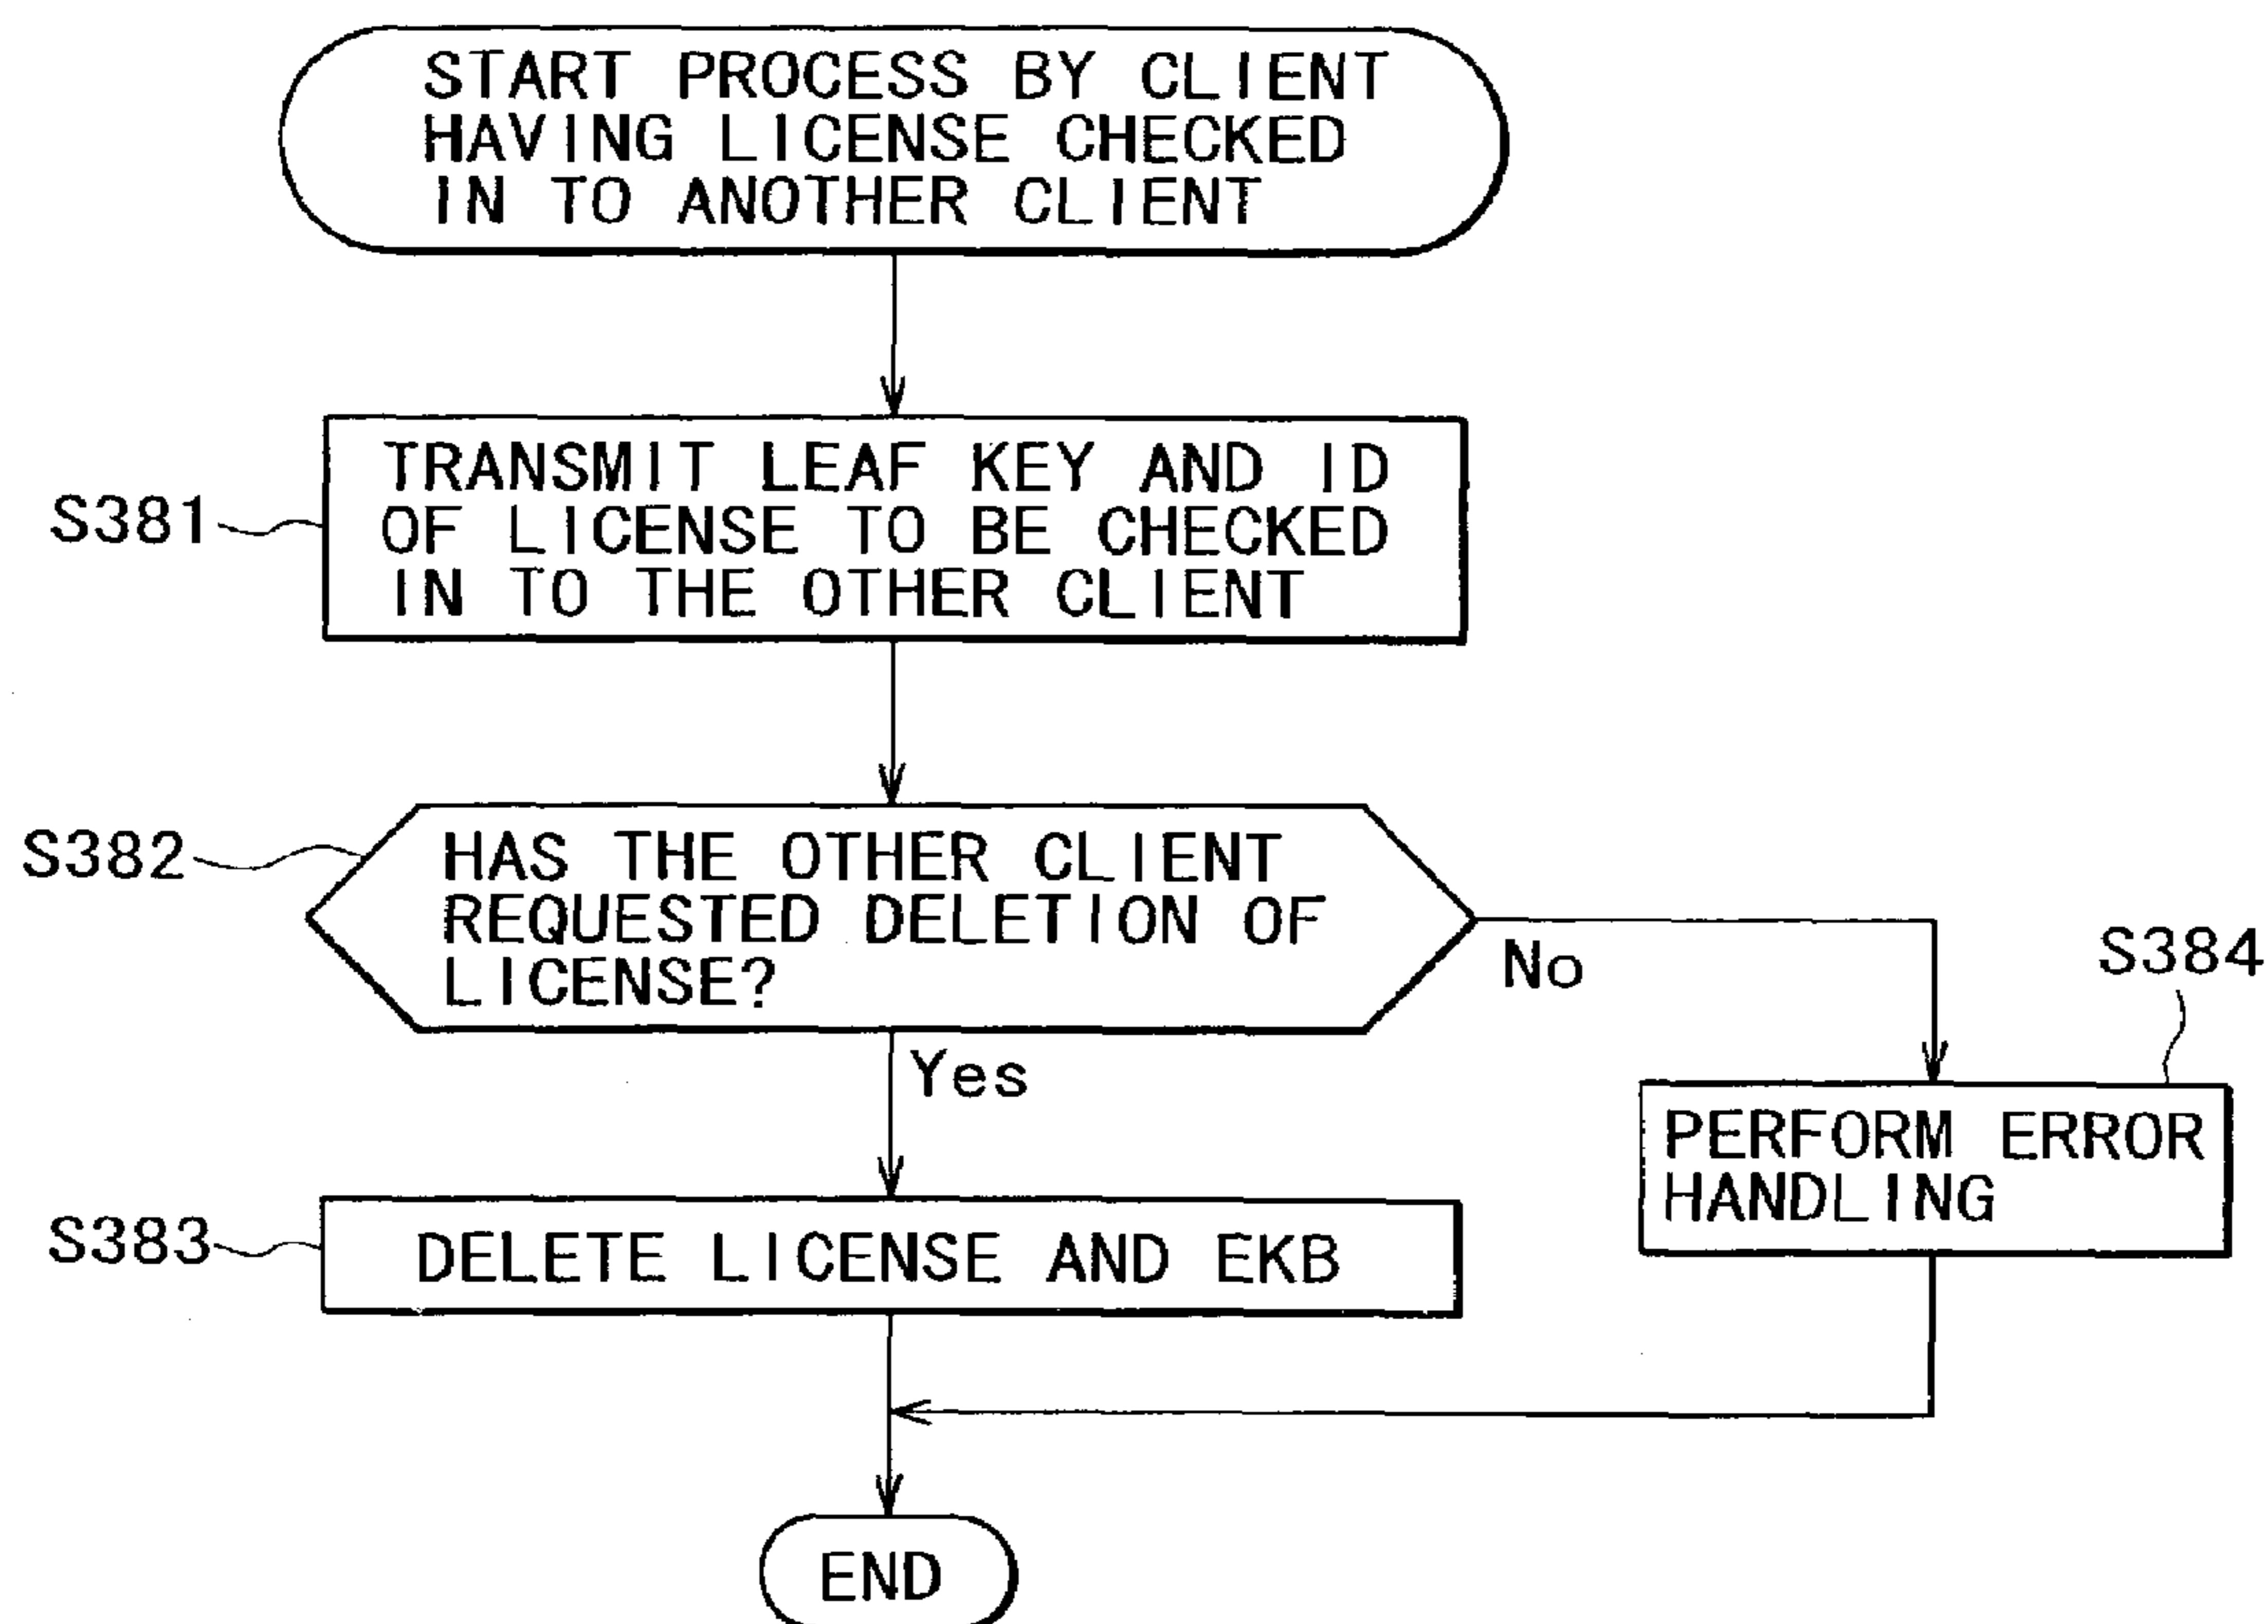 START PROCESS BY CLIENT
HAVING LICENSE CHECKED
IN TO ANOTHER CLIENT
S381
TRANSMIT LEAF KEY AND ID
OF LICENSE TO BE CHECKED
IN TO THE OTHER CLIENT
S382
HAS THE OTHER CLIENT
REQUESTED DELETION OF
LICENSE?
No
S384
Yes
PERFORM ERROR
HANDLING
S383
DELETE LICENSE AND EKB
END